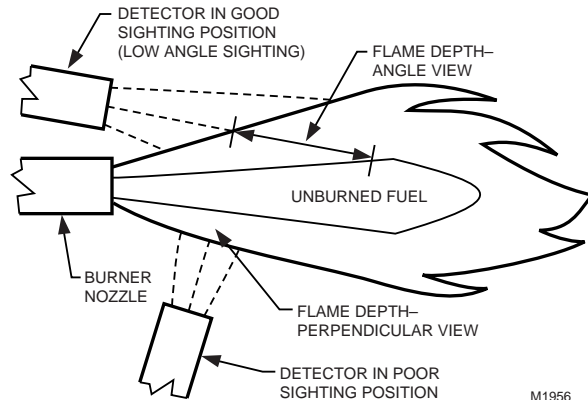 DETECTOR IN GOOD
SIGHTING POSITION
(LOW ANGLE SIGHTING)
FLAME DEPTH–
ANGLE VIEW
UNBURNED FUEL
BURNER
NOZZLE
FLAME DEPTH–
PERPENDICULAR VIEW
DETECTOR IN POOR
SIGHTING POSITION
M1956